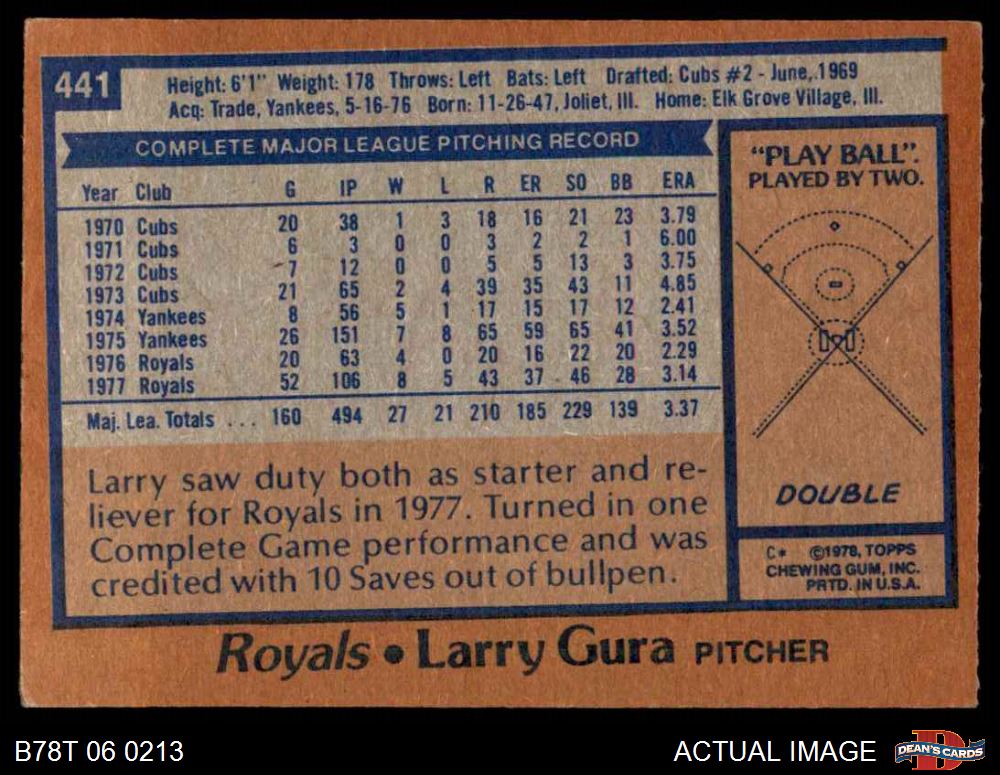 441
Height: 6'1" Weight: 178 Throws: Left Bats: Left Drafted: Cubs #2 - June, 1969
Acq: Trade, Yankees, 5-16-76 Born: 11-26-47, Joliet, Ill. Home: Elk Grove Village, Ill.
COMPLETE MAJOR LEAGUE PITCHING RECORD
Year Club G IP W L R ER SO BB ERA
1970 Cubs 20 38 1 3 18 16 21 23 3.79
1971 Cubs 6 3 0 0 3 2 2 1 6.00
1972 Cubs 7 12 0 0 5 5 13 3 3.75
1973 Cubs 21 65 2 4 39 35 43 11 4.85
1974 Yankees 8 56 5 1 17 15 17 12 2.41
1975 Yankees 26 151 7 8 65 59 65 41 3.52
1976 Royals 20 63 4 0 20 16 22 20 2.29
1977 Royals 52 106 8 5 43 37 46 28 3.14
Maj. Lea. Totals . . . 160 494 27 21 210 185 229 139 3.37
Larry saw duty both as starter and re-
liever for Royals in 1977. Turned in one
Complete Game performance and was
credited with 10 Saves out of bullpen.
"PLAY BALL".
PLAYED BY TWO.
DOUBLE
C* ©1978, TOPPS
CHEWING GUM, INC.
PRTD. IN U.S.A.
Royals • Larry Gura PITCHER
B78T 06 0213
ACTUAL IMAGE
DEAN'S CARDS